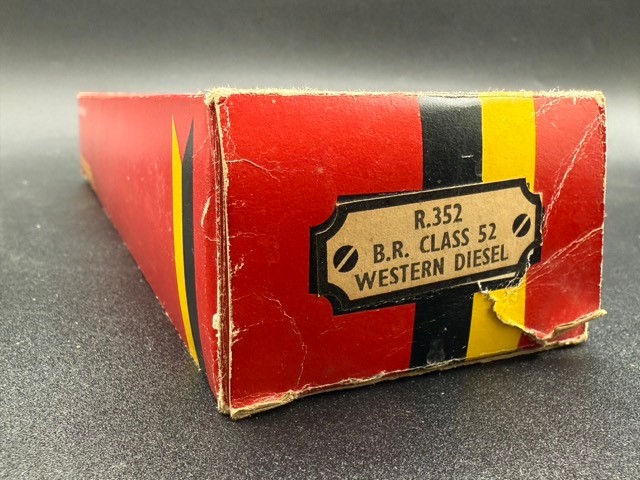 R.352
B.R. CLASS 52
WESTERN DIESEL